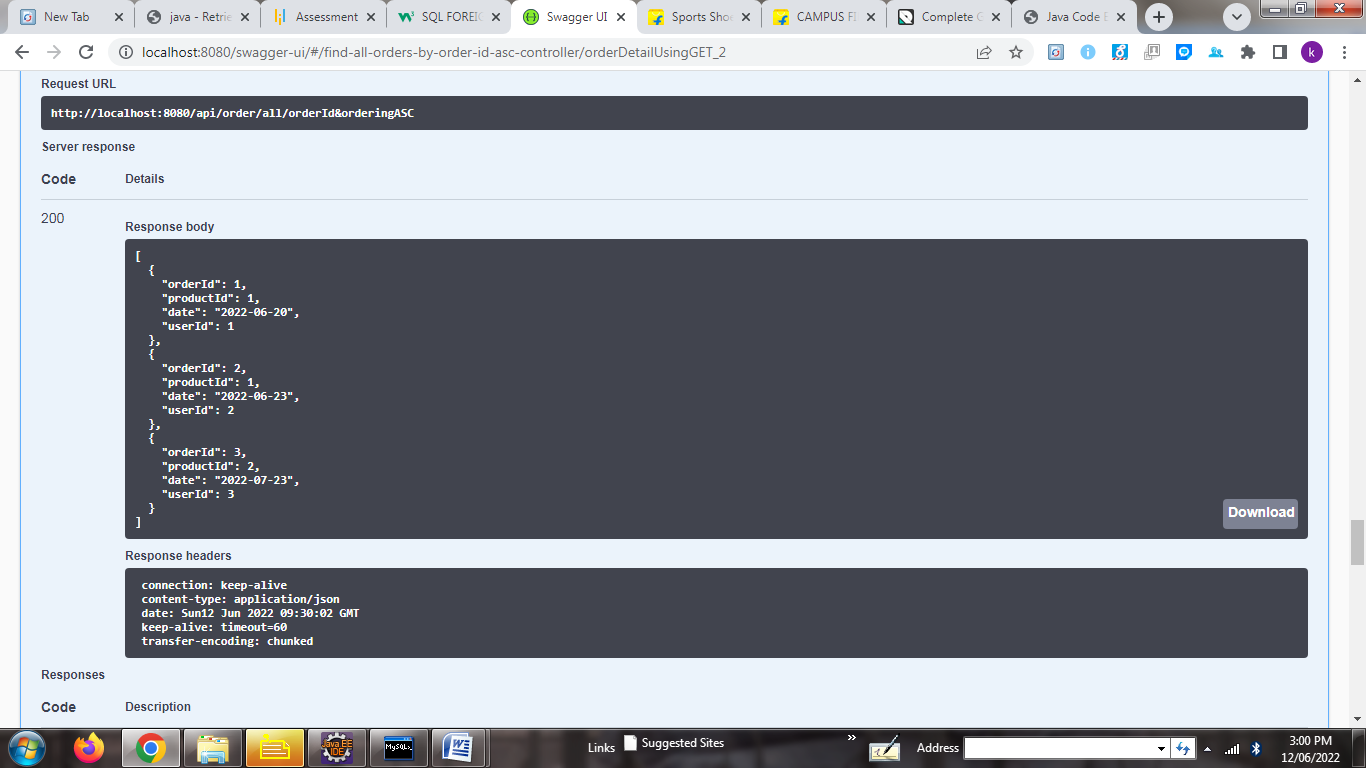 New Tab
java - Retrie
Assessment
SQL FOREIG
Swagger UI
Sports Shoe
CAMPUS FI
Complete G
Java Code E
localhost:8080/swagger-ui/#/find-all-orders-by-order-id-asc-controller/orderDetailUsingGET_2
k
Request URL
http://localhost:8080/api/order/all/orderId&orderingASC
Server response
Code Details
200
Response body
[
{
"orderId": 1,
"productId": 1,
"date": "2022-06-20",
"userId": 1
},
{
"orderId": 2,
"productId": 1,
"date": "2022-06-23",
"userId": 2
},
{
"orderId": 3,
"productId": 2,
"date": "2022-07-23",
"userId": 3
}
]
Download
Response headers
connection: keep-alive
content-type: application/json
date: Sun12 Jun 2022 09:30:02 GMT
keep-alive: timeout=60
transfer-encoding: chunked
Responses
Code Description
Java EE
IDE
MySQL>
Links Suggested Sites » Address
3:00 PM
12/06/2022